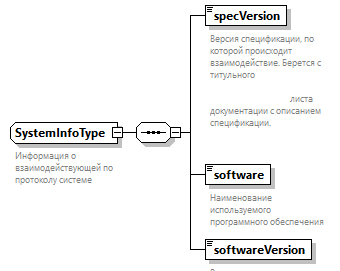 specVersion
Версия спецификации, по
которой происходит
взаимодействие. Берется с
титульного
листа
документации с описанием
спецификации.
SystemInfoType
Информация о
взаимодействующей по
протоколу системе
software
Наименование
используемого
программного обеспечения
softwareVersion